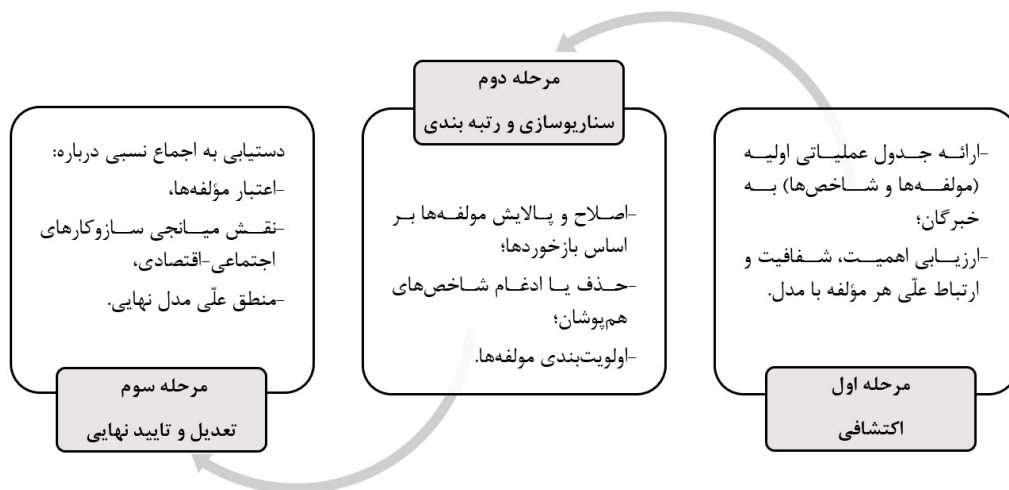 -ارائه جدول عملیاتی اولیه
(مولفه‌ها و شاخص‌ها) به
خبرگان؛
-ارزیابی اهمیت، شفافیت و
ارتباط علّی هر مؤلفه با مدل.
مرحله اول
اکتشافی
مرحله دوم
سناریوسازی و رتبه بندی
-اصلاح و پالایش مولفه‌ها بر
اساس بازخوردها؛
-حذف یا ادغام شاخص‌های
هم‌پوشان؛
-اولویت‌بندی مولفه‌ها.
دستیابی به اجماع نسبی درباره:
-اعتبار مؤلفه‌ها،
-نقش میانجی سازوکارهای
اجتماعی-اقتصادی،
-منطق علّی مدل نهایی.
مرحله سوم
تعدیل و تایید نهایی